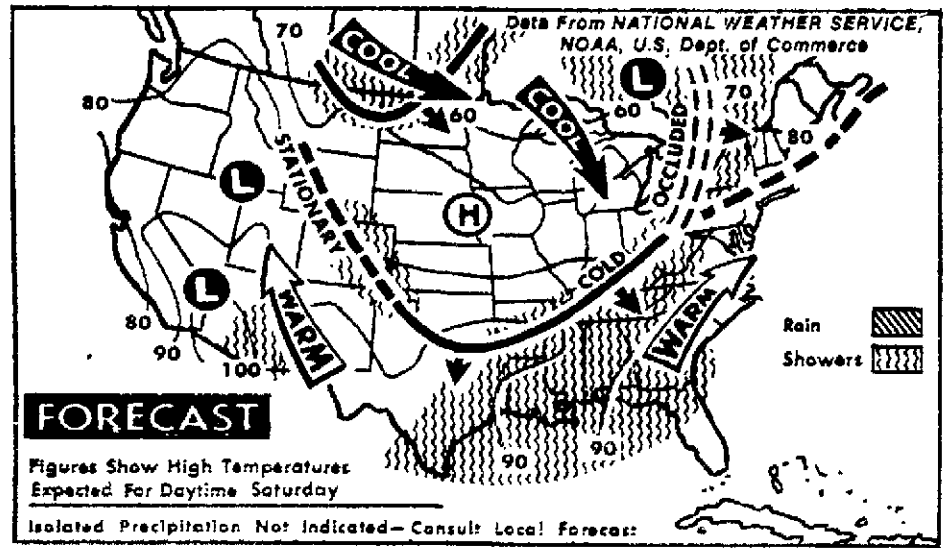 Data From NATIONAL WEATHER SERVICE,
NOAA, U.S. Dept. of Commerce
70
COOL
L
80
60
COOL
60
OCCLUDED
70
80
STATIONARY
L
H
L
COLD
WARM
WARM
80
90
100
90
90
Rain
Showers
FORECAST
Figures Show High Temperatures
Expected For Daytime Saturday
Isolated Precipitation Not Indicated— Consult Local Forecast